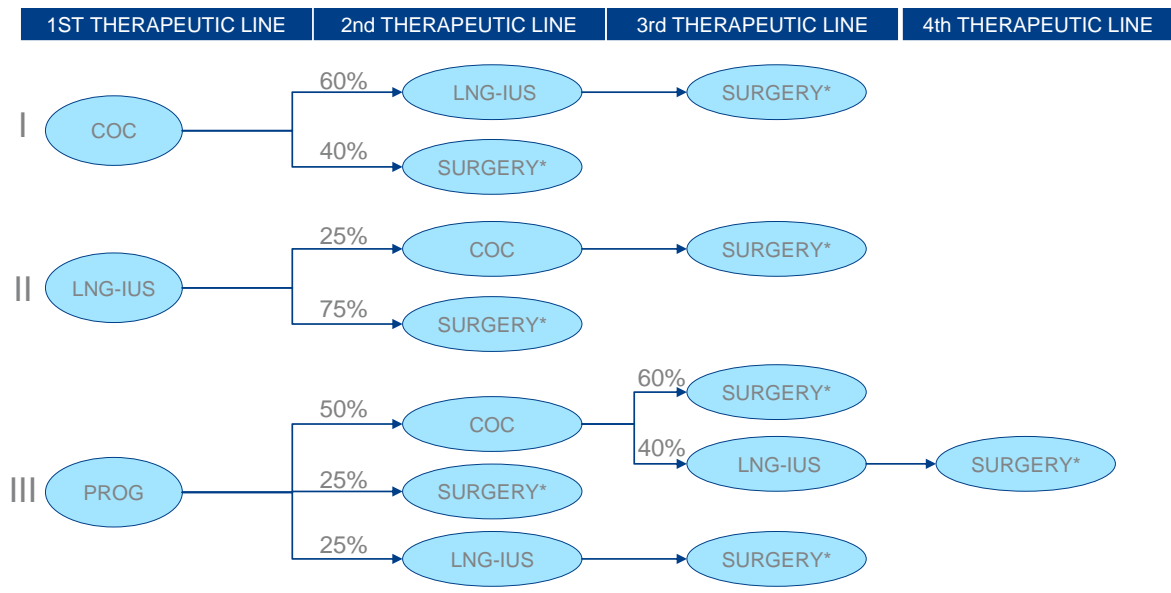 1ST THERAPEUTIC LINE 2nd THERAPEUTIC LINE 3rd THERAPEUTIC LINE 4th THERAPEUTIC LINE
I
COC
60%
LNG-IUS
SURGERY*
40%
SURGERY*
II
LNG-IUS
25%
COC
SURGERY*
75%
SURGERY*
III
PROG
50%
COC
60%
SURGERY*
40%
LNG-IUS
SURGERY*
25%
SURGERY*
25%
LNG-IUS
SURGERY*